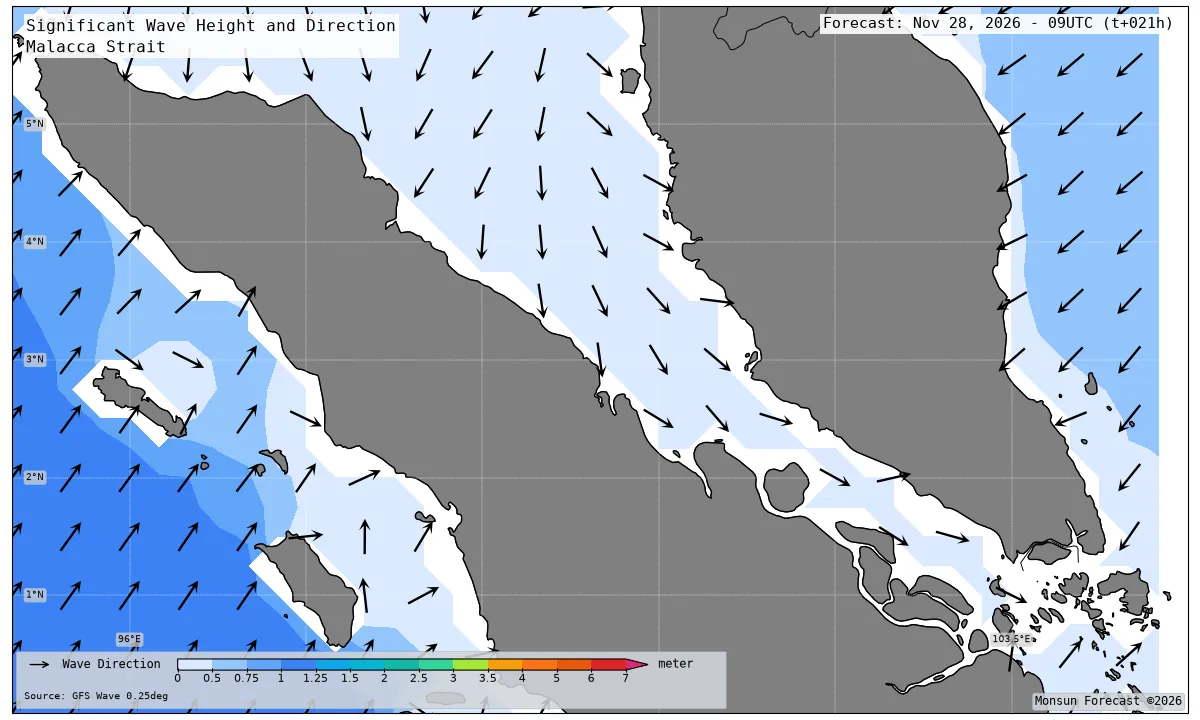 Significant Wave Height and Direction
Malacca Strait
Forecast: Nov 28, 2026 - 09UTC (t+021h)
5°N
4°N
3°N
2°N
1°N
96°E
103.5°E
Wave Direction
meter
0 0.5 0.75 1 1.25 1.5 2 2.5 3 3.5 4 5 6 7
Source: GFS Wave 0.25deg
Monsun Forecast ©2026